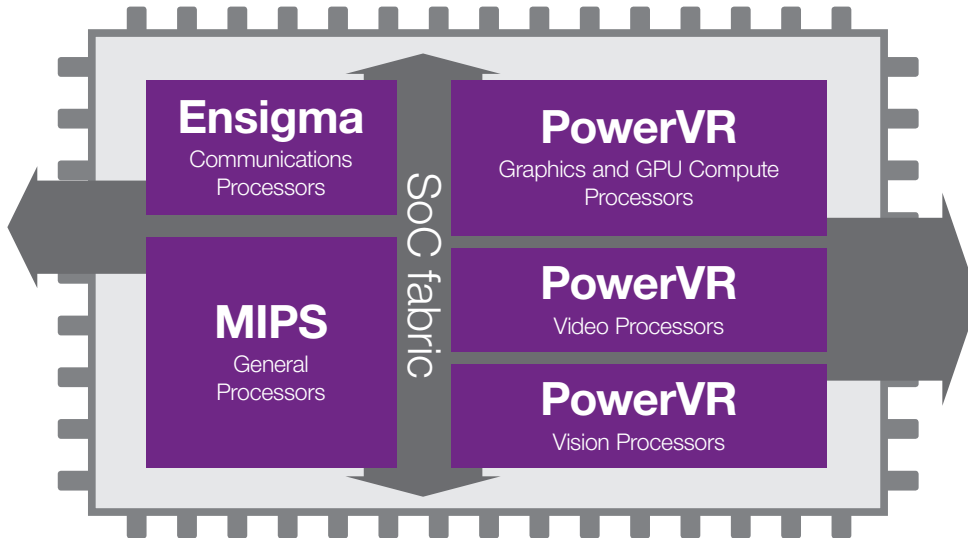 Ensigma
Communications
Processors
MIPS
General
Processors
SoC fabric
PowerVR
Graphics and GPU Compute
Processors
PowerVR
Video Processors
PowerVR
Vision Processors